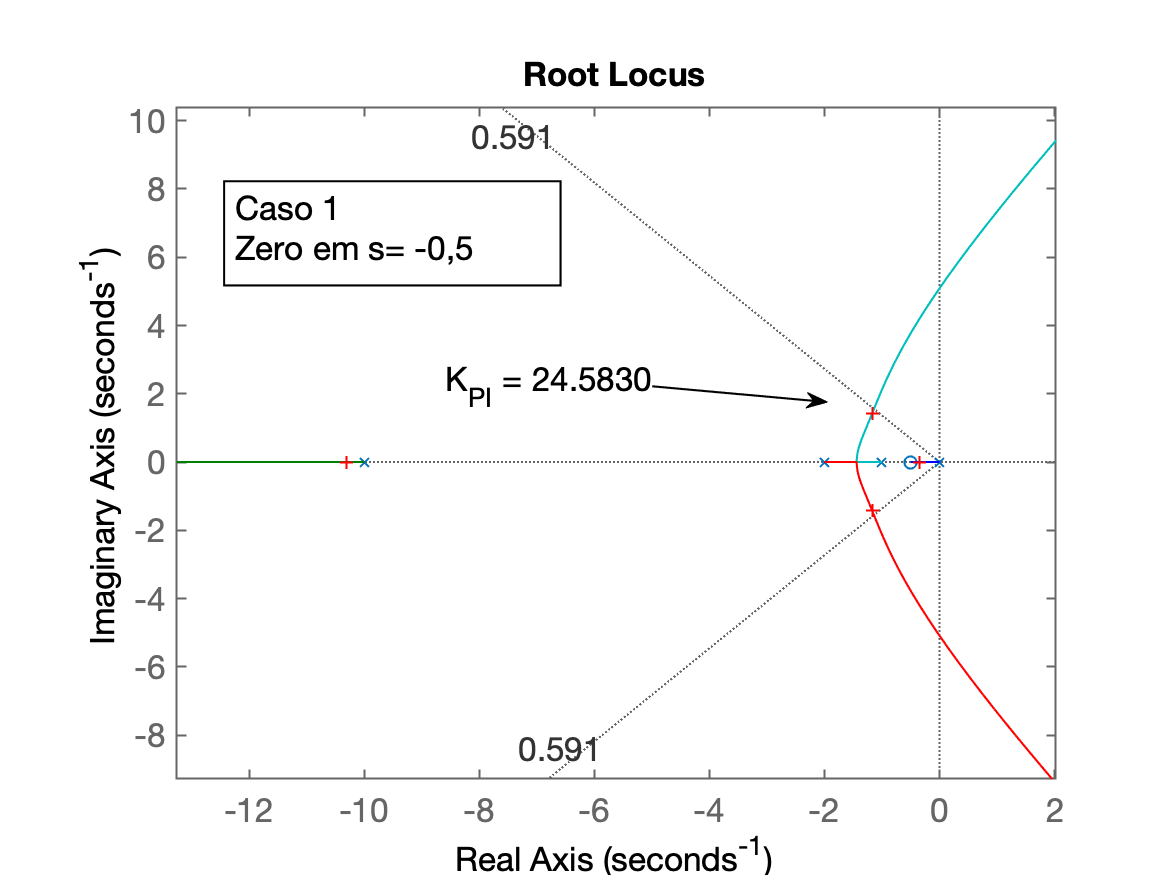 Root Locus
10
8
6
4
2
0
-2
-4
-6
-8
Imaginary Axis (seconds⁻¹)
0.591
Caso 1
Zero em s= -0,5
K_PI = 24.5830
0.591
-12 -10 -8 -6 -4 -2 0 2
Real Axis (seconds⁻¹)